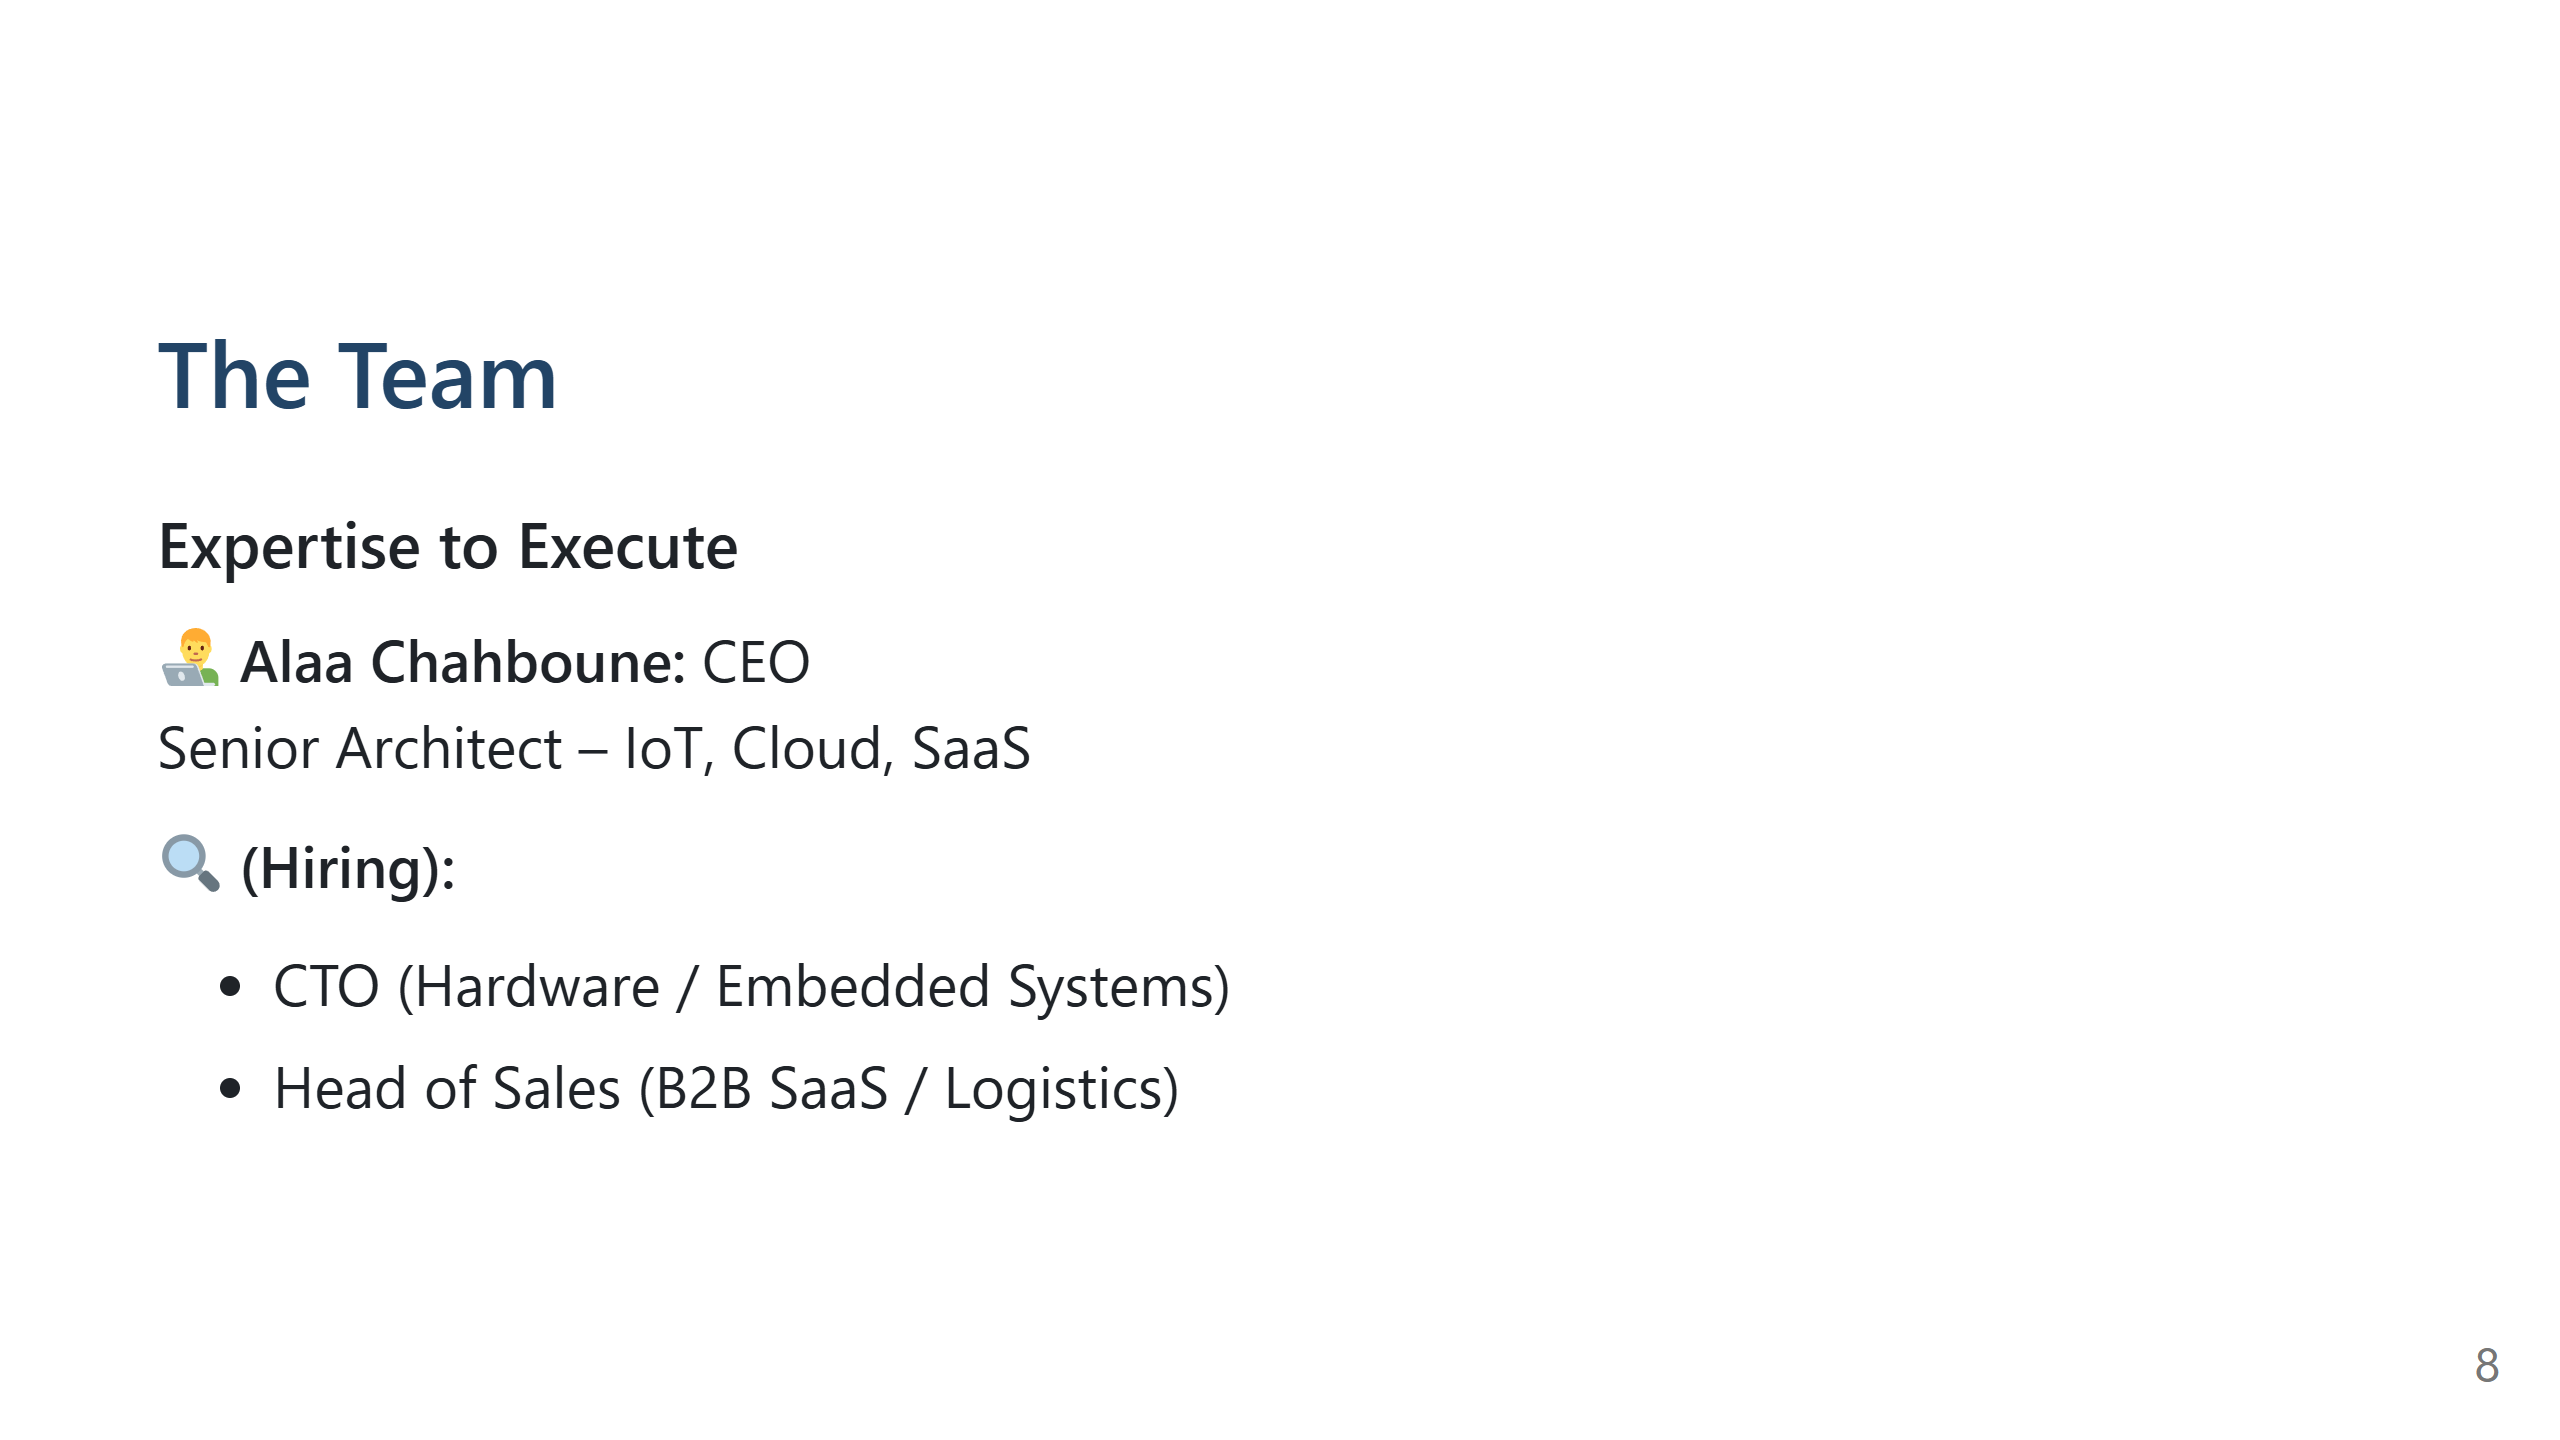 The Team
Expertise to Execute
Alaa Chahboune: CEO
Senior Architect – IoT, Cloud, SaaS
(Hiring):
• CTO (Hardware / Embedded Systems)
• Head of Sales (B2B SaaS / Logistics)
8